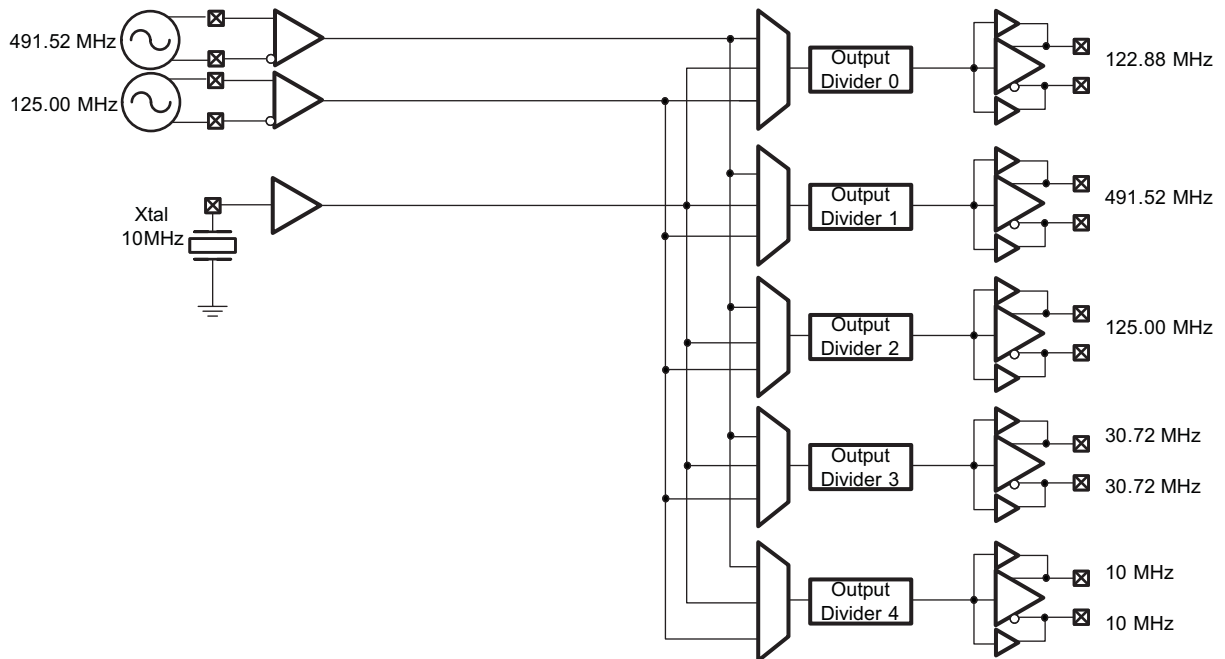 491.52 MHz
125.00 MHz
Xtal
10MHz
Output
Divider 0
122.88 MHz
Output
Divider 1
491.52 MHz
Output
Divider 2
125.00 MHz
Output
Divider 3
30.72 MHz
30.72 MHz
Output
Divider 4
10 MHz
10 MHz